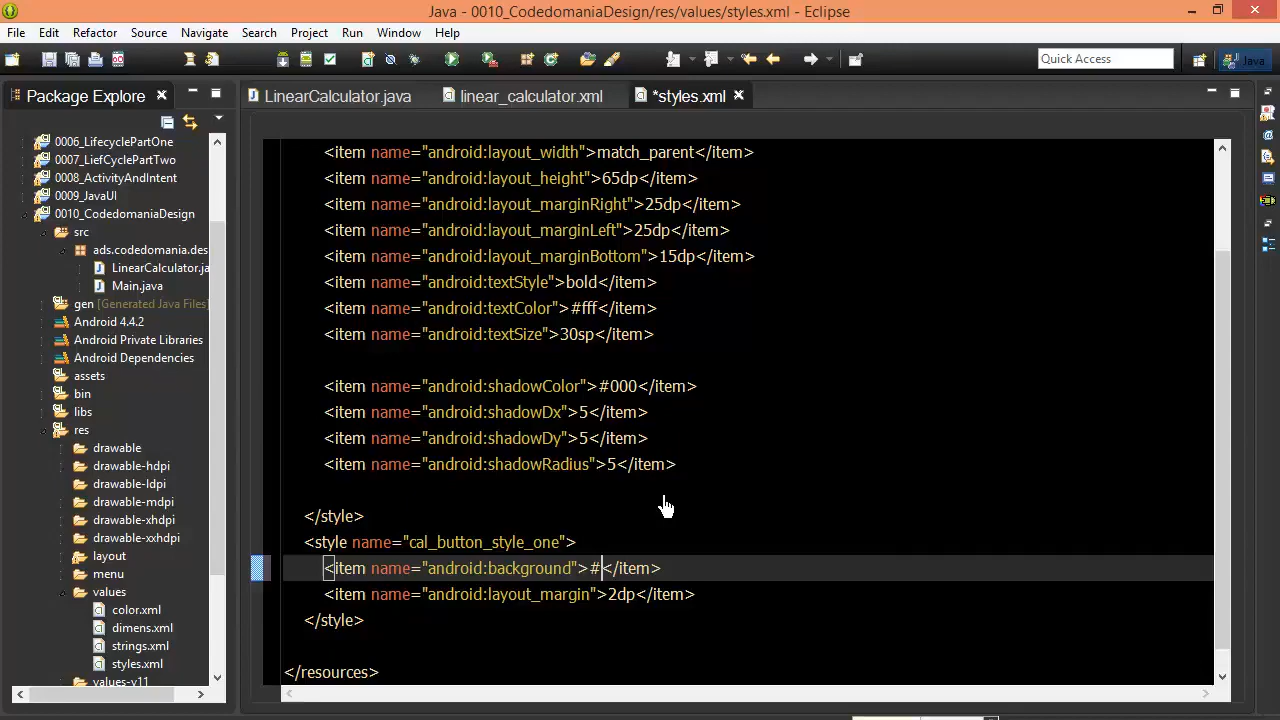 Java - 0010_CodedomaniaDesign/res/values/styles.xml - Eclipse
File Edit Refactor Source Navigate Search Project Run Window Help
Quick Access
Java
Package Explore
LinearCalculator.java
linear_calculator.xml
*styles.xml
0006_LifecyclePartOne
0007_LiefCyclePartTwo
0008_ActivityAndIntent
0009_JavaUI
0010_CodedomaniaDesign
src
ads.codedomania.des
LinearCalculator.ja
Main.java
gen [Generated Java Files]
Android 4.4.2
Android Private Libraries
Android Dependencies
assets
bin
libs
res
drawable
drawable-hdpi
drawable-ldpi
drawable-mdpi
drawable-xhdpi
drawable-xxhdpi
layout
menu
values
color.xml
dimens.xml
strings.xml
styles.xml
values-v11
<item name="android:layout_width">match_parent</item>
<item name="android:layout_height">65dp</item>
<item name="android:layout_marginRight">25dp</item>
<item name="android:layout_marginLeft">25dp</item>
<item name="android:layout_marginBottom">15dp</item>
<item name="android:textStyle">bold</item>
<item name="android:textColor">#fff</item>
<item name="android:textSize">30sp</item>
<item name="android:shadowColor">#000</item>
<item name="android:shadowDx">5</item>
<item name="android:shadowDy">5</item>
<item name="android:shadowRadius">5</item>
</style>
<style name="cal_button_style_one">
<item name="android:background">#</item>
<item name="android:layout_margin">2dp</item>
</style>
</resources>